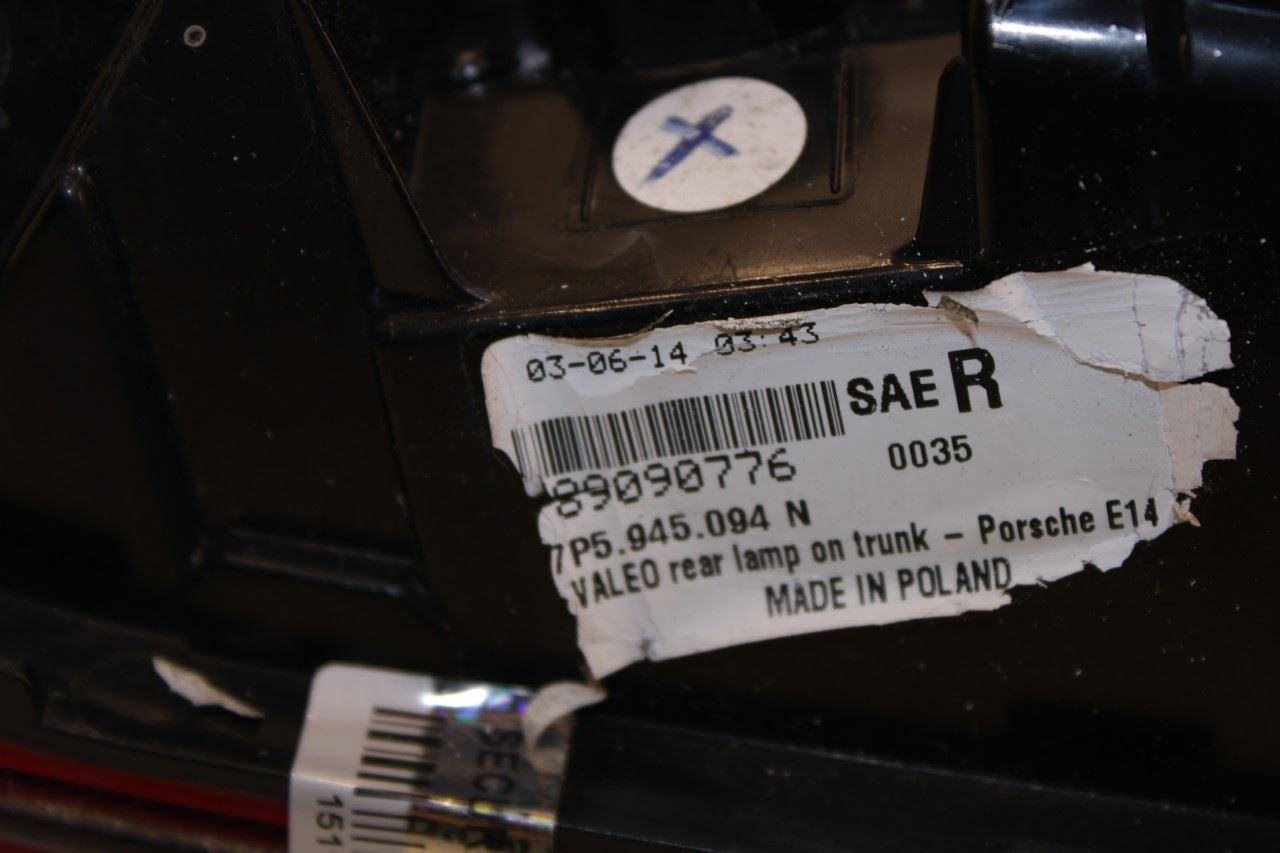 03-06-14 03:43
SAE R
89090776
0035
7P5.945.094 N
VALEO rear lamp on trunk - Porsche E14
MADE IN POLAND
151